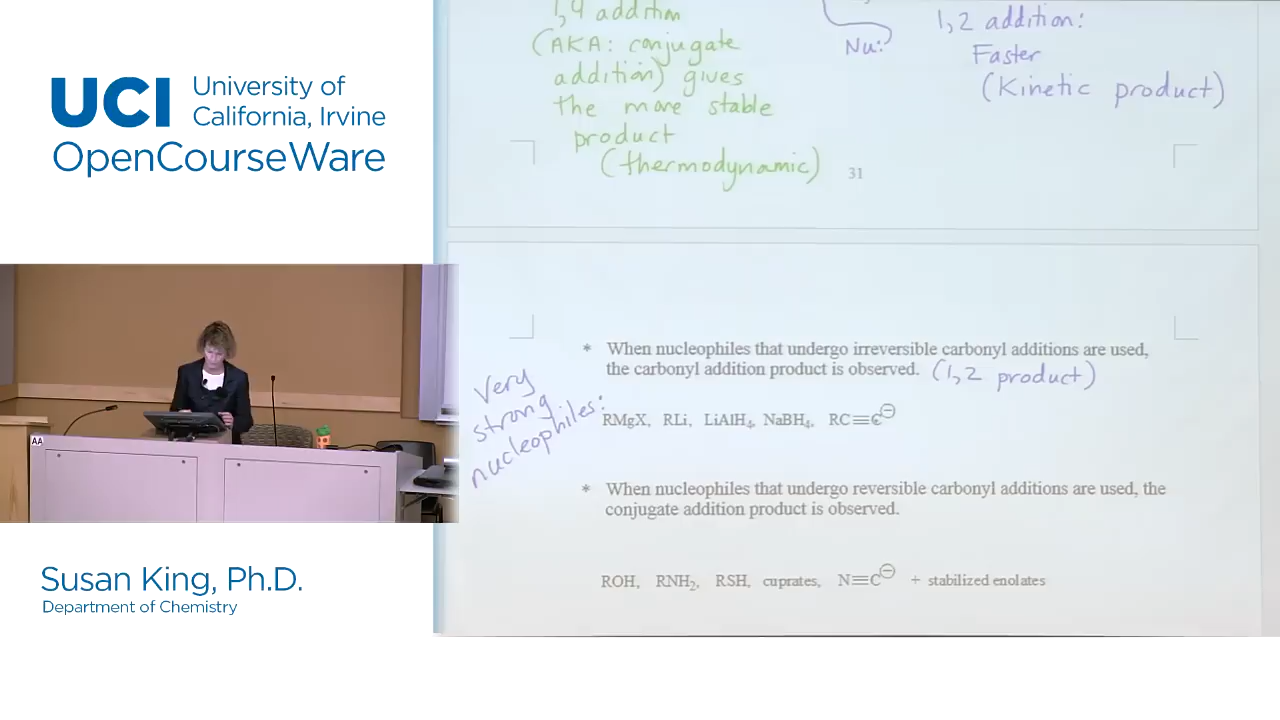 UCI University of
California, Irvine
OpenCourseWare
1,4 addition
(AKA: conjugate
addition) gives
the more stable
product
(thermodynamic)
Nu:
1,2 addition:
Faster
(Kinetic product)
31
* When nucleophiles that undergo irreversible carbonyl additions are used,
the carbonyl addition product is observed. (1,2 product)
Very
strong
nucleophiles:
RMgX, RLi, LiAlH₄, NaBH₄, RC≡C⊖
* When nucleophiles that undergo reversible carbonyl additions are used, the
conjugate addition product is observed.
ROH, RNH₂, RSH, cuprates, N≡C⊖ + stabilized enolates
AA
Susan King, Ph.D.
Department of Chemistry